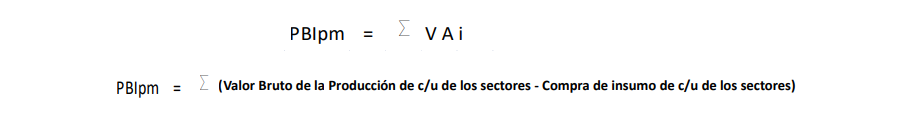 PBIpm = ∑ V A i
PBIpm = ∑ (Valor Bruto de la Producción de c/u de los sectores - Compra de insumo de c/u de los sectores)